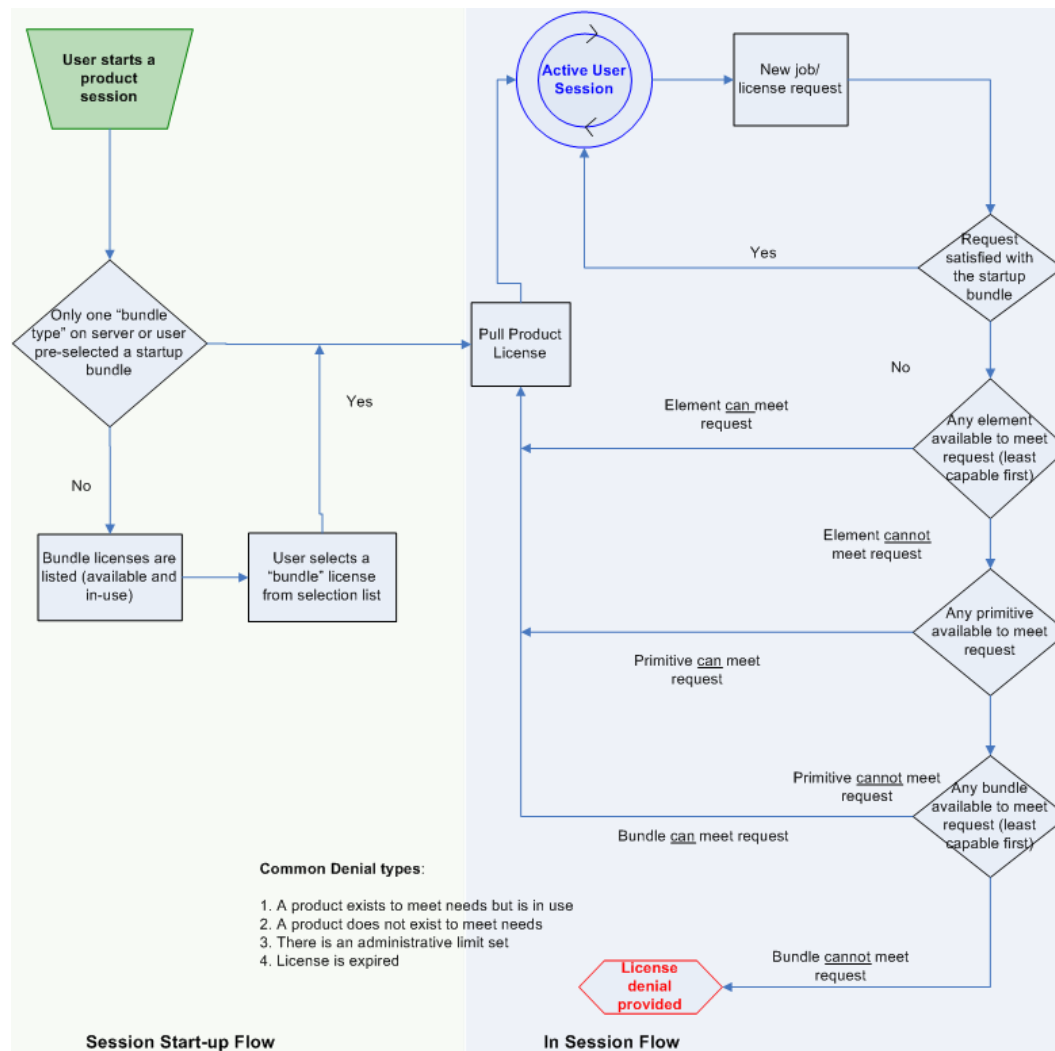 User starts a
product
session
Active User
Session
New job/
license request
Request
satisfied with
the startup
bundle
Yes
Only one “bundle
type” on server or user
pre-selected a startup
bundle
Pull Product
License
No
Yes
Element can meet
request
Any element
available to meet
request (least
capable first)
No
Bundle licenses are
listed (available and
in-use)
User selects a
“bundle” license
from selection list
Element cannot
meet request
Any primitive
available to meet
request
Primitive can meet
request
Primitive cannot meet
request
Any bundle
available to meet
request (least
capable first)
Bundle can meet request
Common Denial types:
1. A product exists to meet needs but is in use
2. A product does not exist to meet needs
3. There is an administrative limit set
4. License is expired
Bundle cannot meet
request
License
denial
provided
Session Start-up Flow
In Session Flow